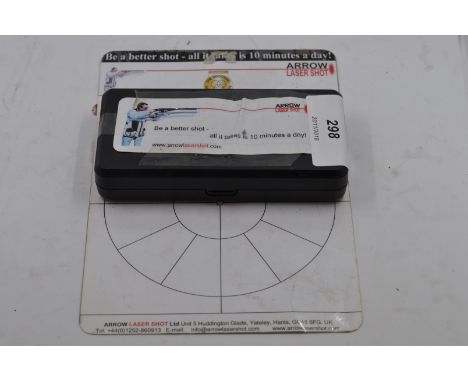 Be a better shot - all it takes is 10 minutes a day!
ARROW
LASER SHOT
ARROW
LASER SHOT
Be a better shot -
all it takes is 10 minutes a day!
www.arrowlasershot.com
298
ARROW LASER SHOT Ltd Unit 5 Huddington Glade, Yateley, Hants, UK
Tel +44(0)1252-860913 E-mail: info@arrowlasershot.com www.arrowlasershot.com